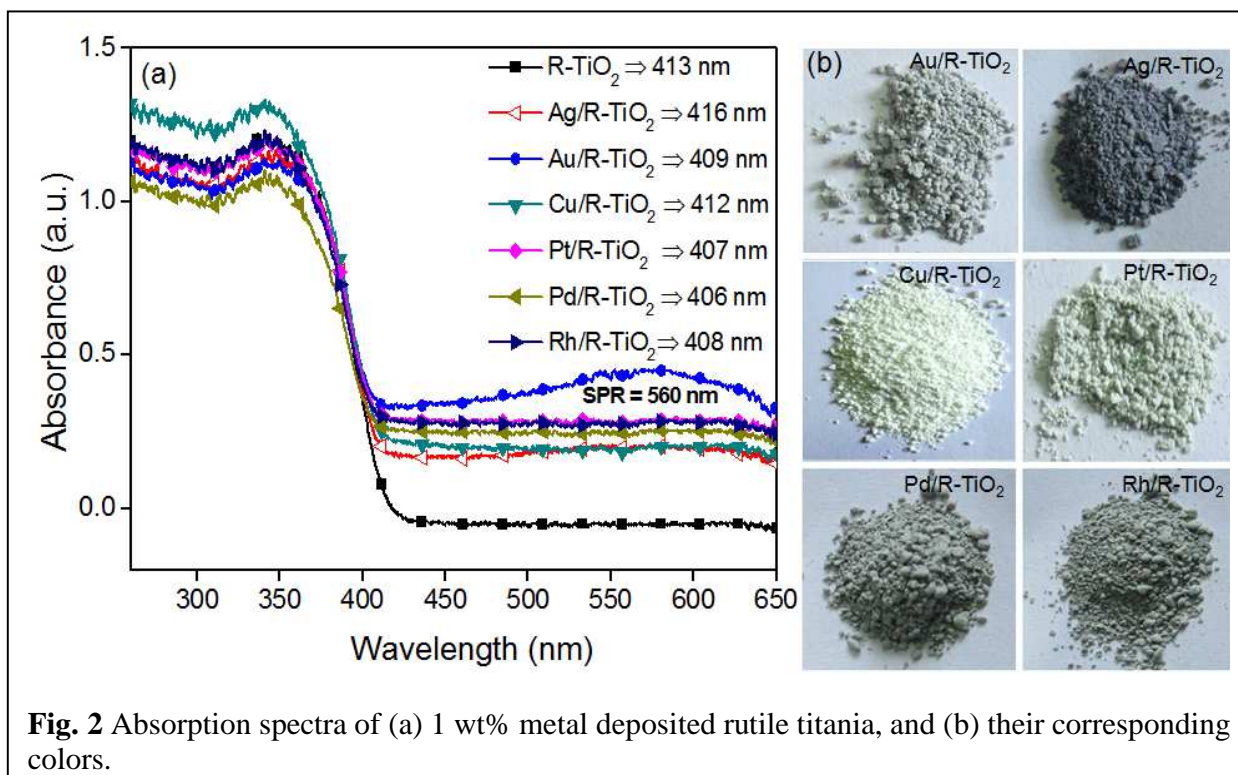 (a)
R-TiO2 ⇒ 413 nm
Ag/R-TiO2 ⇒ 416 nm
Au/R-TiO2 ⇒ 409 nm
Cu/R-TiO2 ⇒ 412 nm
Pt/R-TiO2 ⇒ 407 nm
Pd/R-TiO2 ⇒ 406 nm
Rh/R-TiO2 ⇒ 408 nm
SPR = 560 nm
1.5
1.0
0.5
0.0
Absorbance (a.u.)
300 350 400 450 500 550 600 650
Wavelength (nm)
(b)
Au/R-TiO2
Ag/R-TiO2
Cu/R-TiO2
Pt/R-TiO2
Pd/R-TiO2
Rh/R-TiO2
Fig. 2 Absorption spectra of (a) 1 wt% metal deposited rutile titania, and (b) their corresponding
colors.